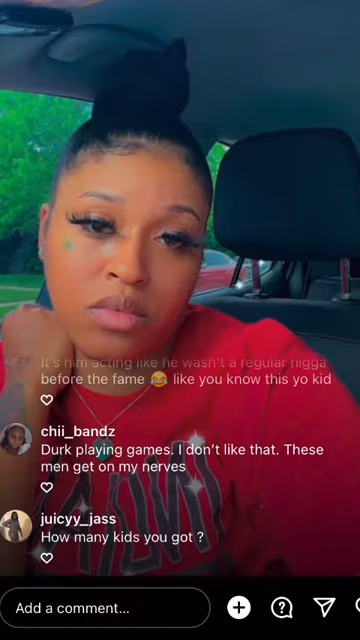 It's him acting like he wasn't a regular nigga
before the fame 😂 like you know this yo kid
chii_bandz
Durk playing games. I don't like that. These
men get on my nerves
juicyy_jass
How many kids you got ?
Add a comment...